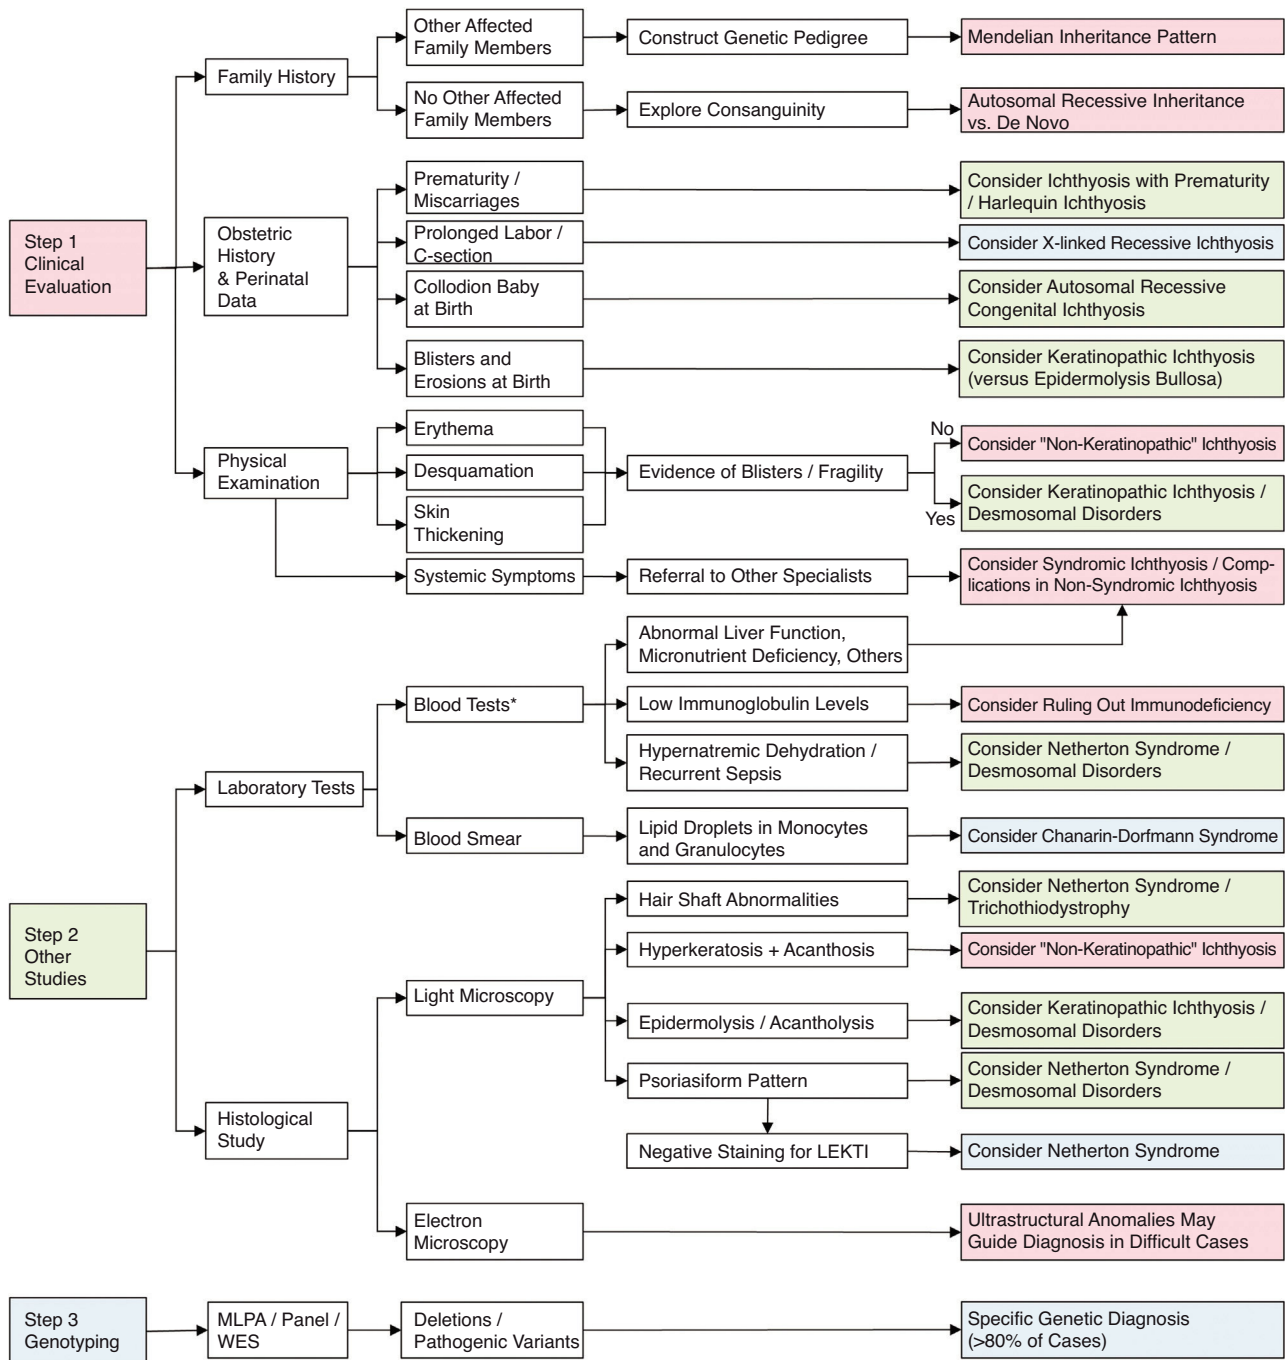 Step 1
Clinical
Evaluation
Family History
Other Affected
Family Members
Construct Genetic Pedigree
Mendelian Inheritance Pattern
No Other Affected
Family Members
Explore Consanguinity
Autosomal Recessive Inheritance
vs. De Novo
Obstetric
History
& Perinatal
Data
Prematurity /
Miscarriages
Consider Ichthyosis with Prematurity
/ Harlequin Ichthyosis
Prolonged Labor /
C-section
Consider X-linked Recessive Ichthyosis
Collodion Baby
at Birth
Consider Autosomal Recessive
Congenital Ichthyosis
Blisters and
Erosions at Birth
Consider Keratinopathic Ichthyosis
(versus Epidermolysis Bullosa)
Physical
Examination
Erythema
Desquamation
Skin
Thickening
Evidence of Blisters / Fragility
No
Consider "Non-Keratinopathic" Ichthyosis
Yes
Consider Keratinopathic Ichthyosis /
Desmosomal Disorders
Systemic Symptoms
Referral to Other Specialists
Consider Syndromic Ichthyosis / Comp-
lications in Non-Syndromic Ichthyosis
Step 2
Other
Studies
Laboratory Tests
Blood Tests*
Abnormal Liver Function,
Micronutrient Deficiency, Others
Low Immunoglobulin Levels
Consider Ruling Out Immunodeficiency
Hypernatremic Dehydration /
Recurrent Sepsis
Consider Netherton Syndrome /
Desmosomal Disorders
Blood Smear
Lipid Droplets in Monocytes
and Granulocytes
Consider Chanarin-Dorfmann Syndrome
Histological
Study
Light Microscopy
Hair Shaft Abnormalities
Consider Netherton Syndrome /
Trichothiodystrophy
Hyperkeratosis + Acanthosis
Consider "Non-Keratinopathic" Ichthyosis
Epidermolysis / Acantholysis
Consider Keratinopathic Ichthyosis /
Desmosomal Disorders
Psoriasiform Pattern
Consider Netherton Syndrome /
Desmosomal Disorders
Negative Staining for LEKTI
Consider Netherton Syndrome
Electron
Microscopy
Ultrastructural Anomalies May
Guide Diagnosis in Difficult Cases
Step 3
Genotyping
MLPA / Panel /
WES
Deletions /
Pathogenic Variants
Specific Genetic Diagnosis
(>80% of Cases)